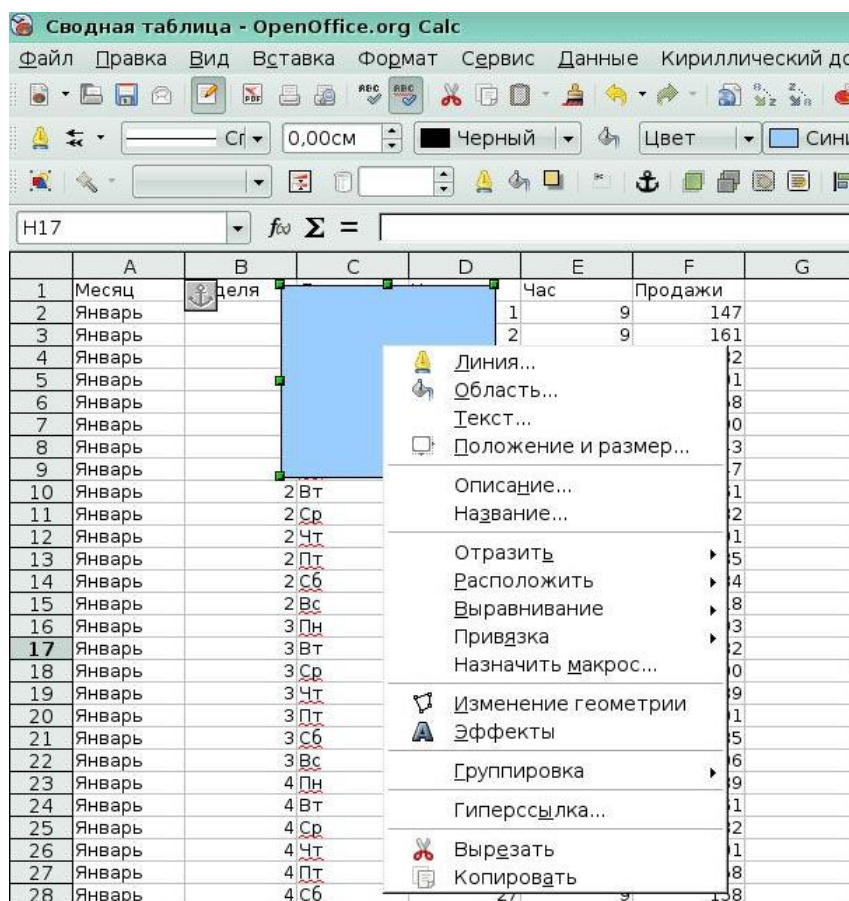 Сводная таблица - OpenOffice.org Calc
Файл Правка Вид Вставка Формат Сервис Данные Кириллический
0,00см Черный Цвет
H17
A B C D E F G
1 Месяц Час Продажи
2 Январь 1 9 147
3 Январь 2 9 161
4 Январь
Линия...
5 Январь
Область...
6 Январь
Текст...
7 Январь
8 Январь
Положение и размер...
9 Январь
10 Январь 2 Вт
Описание...
11 Январь 2 Ср
Название...
12 Январь 2 Чт
13 Январь 2 Пт
Отразить
14 Январь 2 Сб
Расположить
15 Январь 2 Вс
Выравнивание
16 Январь 3 Пн
Привязка
17 Январь 3 Вт
Назначить макрос...
18 Январь 3 Ср
19 Январь 3 Чт
Изменение геометрии
20 Январь 3 Пт
Эффекты
21 Январь 3 Сб
22 Январь 3 Вс
Группировка
23 Январь 4 Пн
24 Январь 4 Вт
Гиперссылка...
25 Январь 4 Ср
26 Январь 4 Чт
Вырезать
27 Январь 4 Пт
Копировать
28 Январь 4 Сб 27 9 138